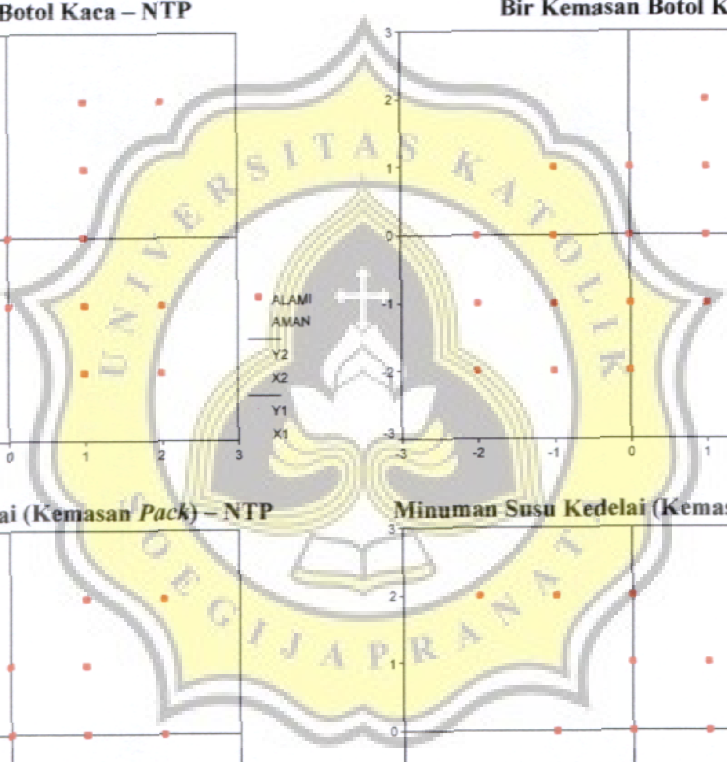 Botol Kaca – NTP
Bir Kemasan Botol K
3
2
1
0
-1
-2
-3
0 1 2 3
-3 -2 -1 0 1
ALAMI
AMAN
Y2
X2
Y1
X1
UNIVERSITAS KATOLIK
SOEGIJAPRANATA
ai (Kemasan Pack) – NTP
Minuman Susu Kedelai (Kemas
3
2
1
0